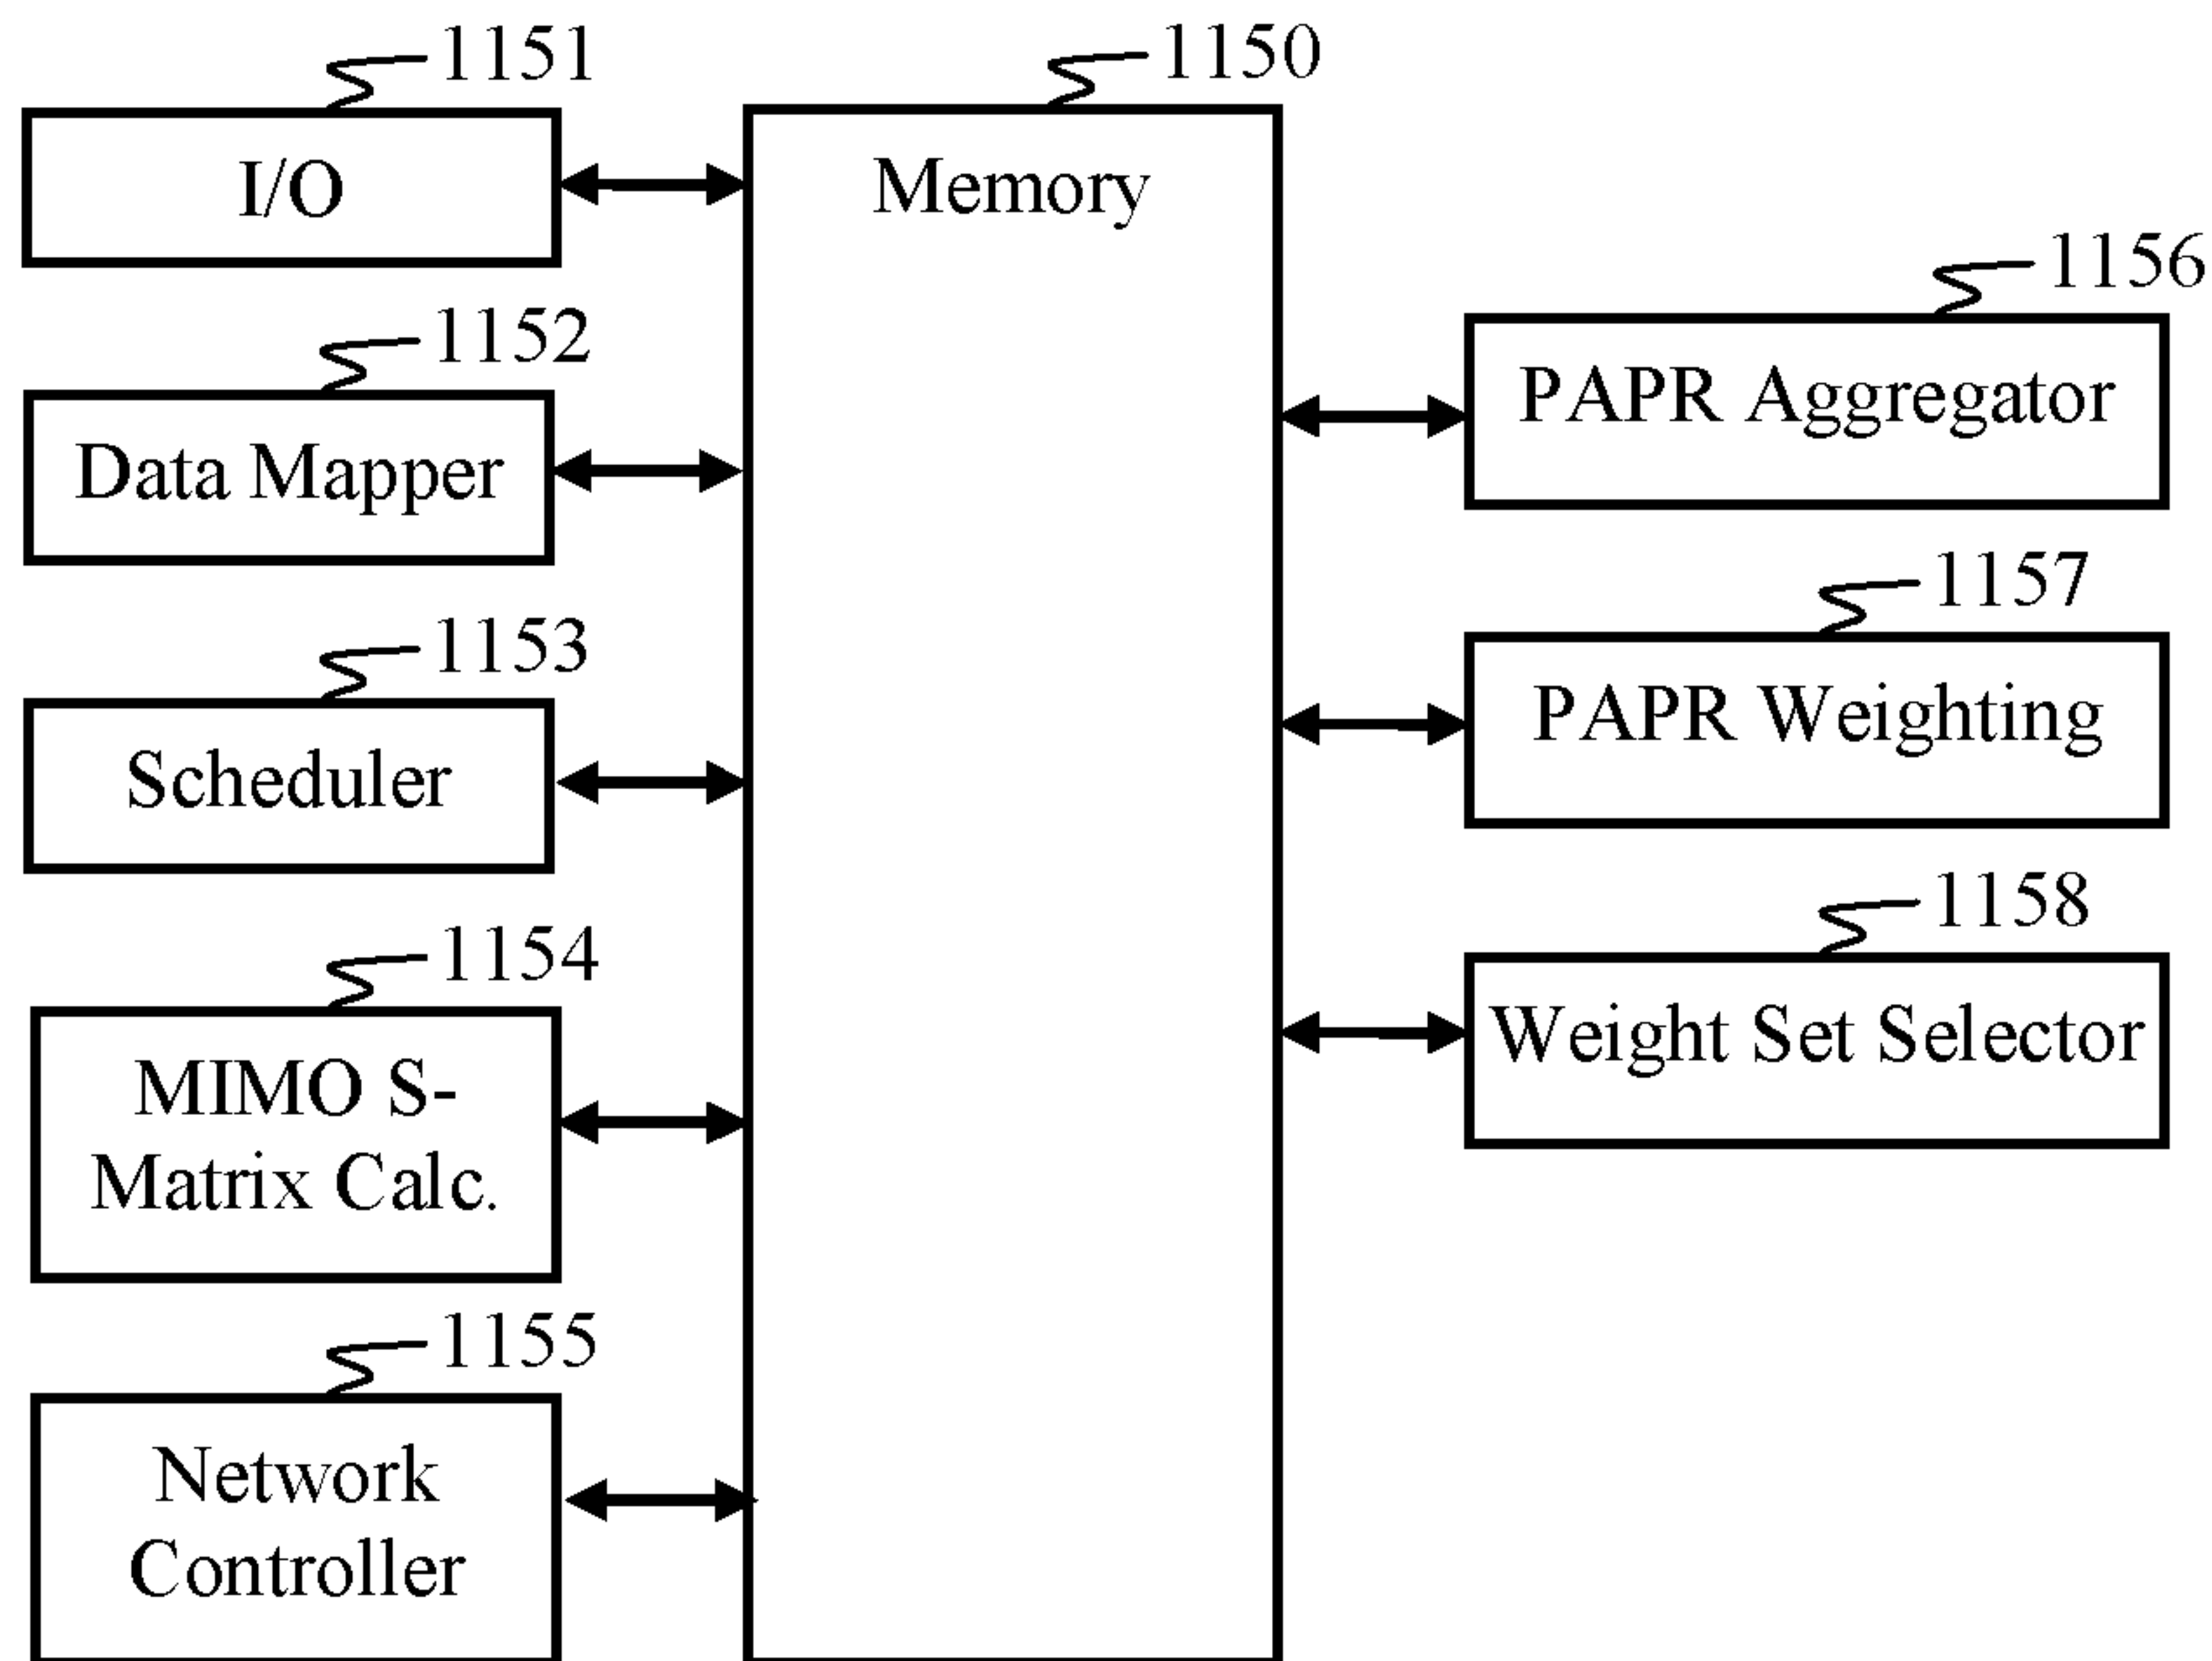 1151
I/O
1152
Data Mapper
1153
Scheduler
1154
MIMO S-
Matrix Calc.
1155
Network
Controller
1150
Memory
1156
PAPR Aggregator
1157
PAPR Weighting
1158
Weight Set Selector